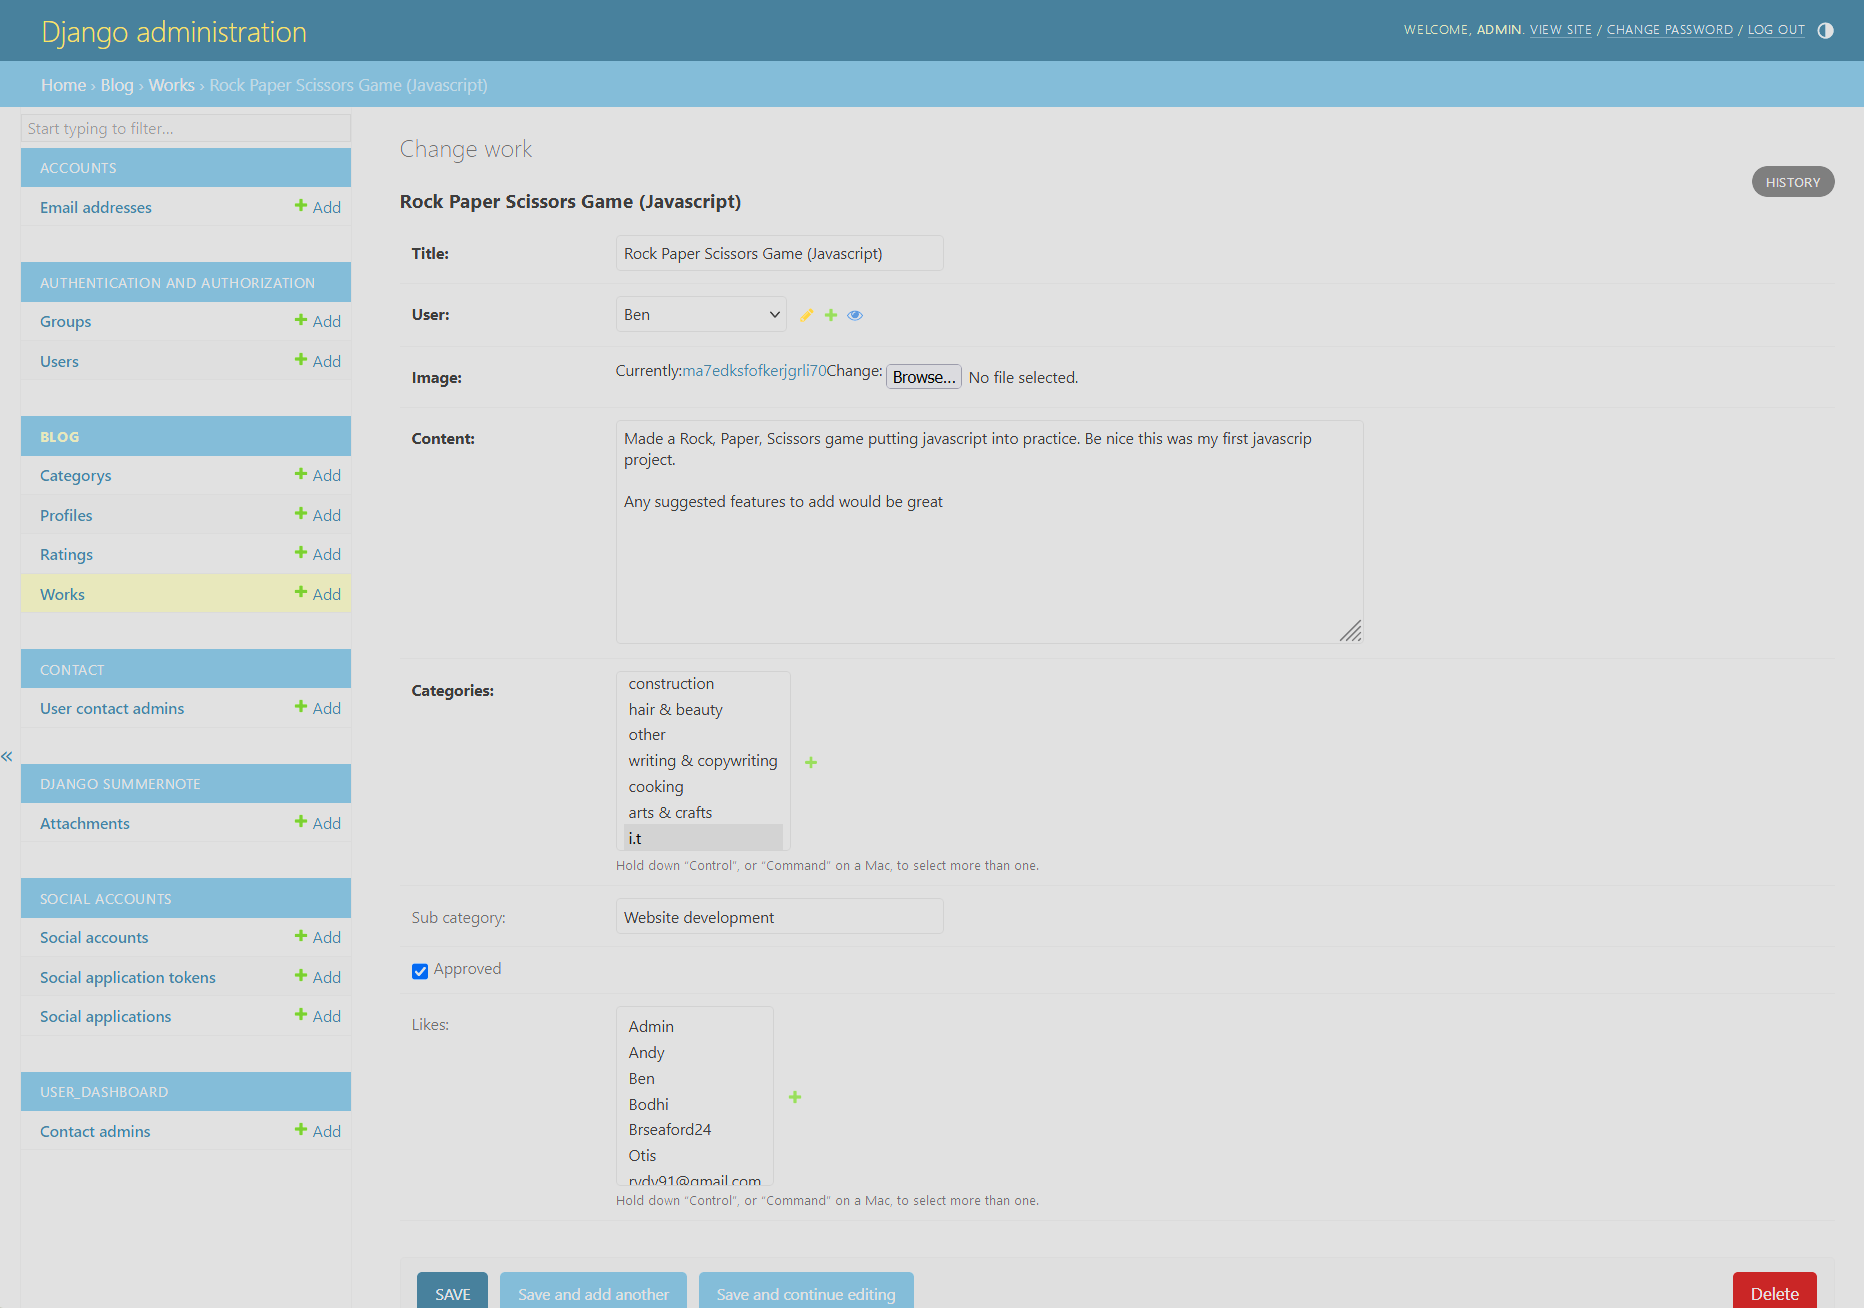 Django administration
WELCOME, ADMIN. VIEW SITE / CHANGE PASSWORD / LOG OUT
Home › Blog › Works › Rock Paper Scissors Game (Javascript)
Start typing to filter...
ACCOUNTS
Email addresses Add
AUTHENTICATION AND AUTHORIZATION
Groups Add
Users Add
BLOG
Categorys Add
Profiles Add
Ratings Add
Works Add
CONTACT
User contact admins Add
«
DJANGO SUMMERNOTE
Attachments Add
SOCIAL ACCOUNTS
Social accounts Add
Social application tokens Add
Social applications Add
USER_DASHBOARD
Contact admins Add
Change work
HISTORY
Rock Paper Scissors Game (Javascript)
Title: Rock Paper Scissors Game (Javascript)
User: Ben
Image: Currently:ma7edksfofkerjgrli70Change: Browse... No file selected.
Content: Made a Rock, Paper, Scissors game putting javascript into practice. Be nice this was my first javascrip
project.
Any suggested features to add would be great
Categories: construction
hair & beauty
other
writing & copywriting
cooking
arts & crafts
i.t
Hold down “Control”, or “Command” on a Mac, to select more than one.
Sub category: Website development
Approved
Likes: Admin
Andy
Ben
Bodhi
Brseaford24
Otis
rydy91@gmail.com
Hold down “Control”, or “Command” on a Mac, to select more than one.
SAVE Save and add another Save and continue editing Delete